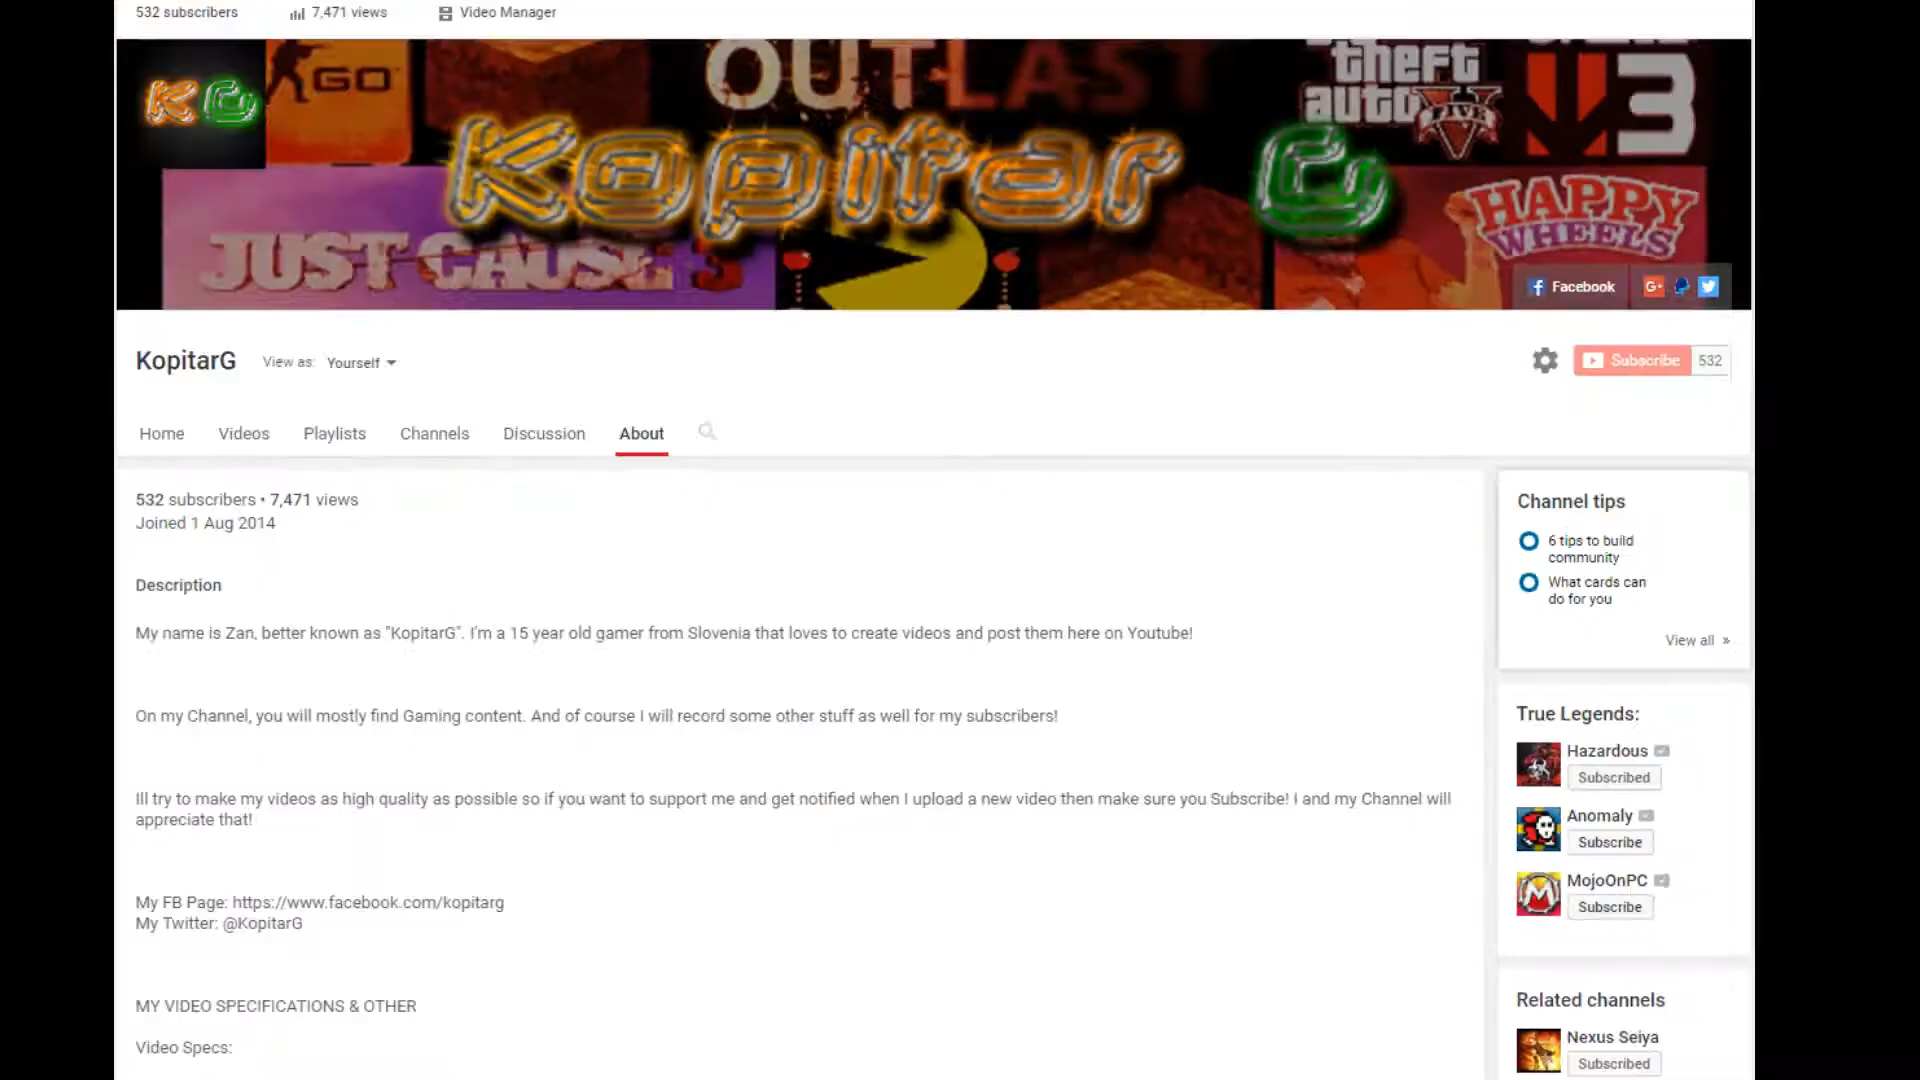 532 subscribers 7,471 views Video Manager
KG GO OUTLAST theft auto V FIVE 3
Kopitar G
JUST CAUSE 3 HAPPY WHEELS
Facebook G+
KopitarG View as: Yourself Subscribe 532
Home Videos Playlists Channels Discussion About
532 subscribers • 7,471 views
Joined 1 Aug 2014
Description
My name is Zan, better known as "KopitarG". I'm a 15 year old gamer from Slovenia that loves to create videos and post them here on Youtube!
On my Channel, you will mostly find Gaming content. And of course I will record some other stuff as well for my subscribers!
Ill try to make my videos as high quality as possible so if you want to support me and get notified when I upload a new video then make sure you Subscribe! I and my Channel will
appreciate that!
My FB Page: https://www.facebook.com/kopitarg
My Twitter: @KopitarG
MY VIDEO SPECIFICATIONS & OTHER
Video Specs:
Channel tips
6 tips to build
community
What cards can
do for you
View all »
True Legends:
Hazardous
Subscribed
Anomaly
Subscribe
MojoOnPC
M
Subscribe
Related channels
Nexus Seiya
Subscribed